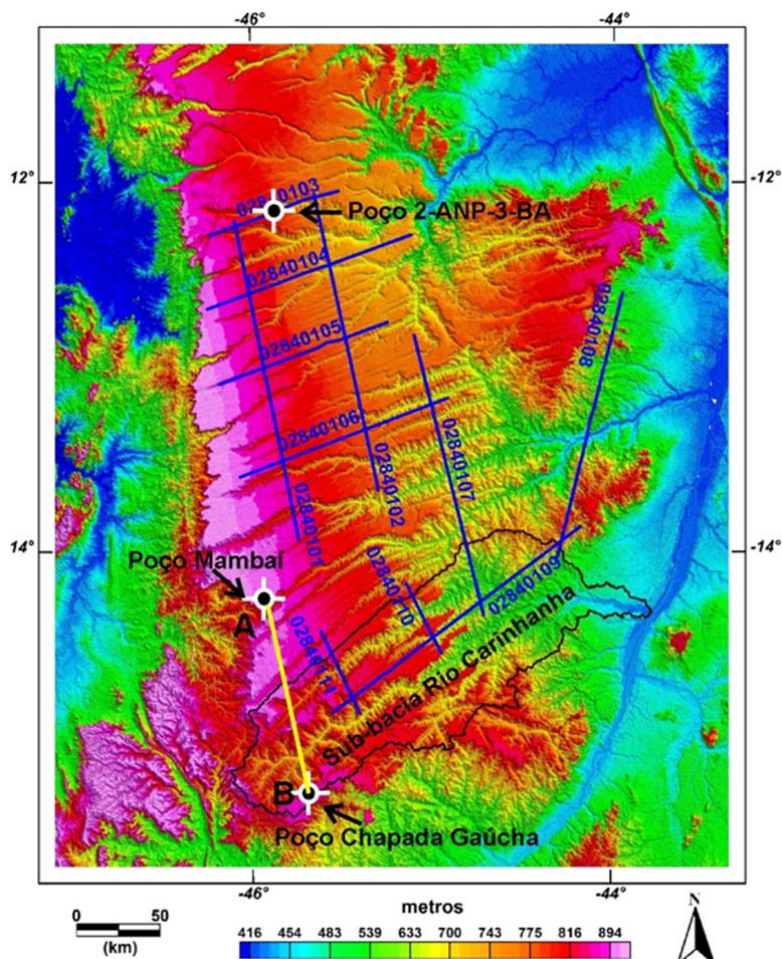 -46°
-44°
12°
-12°
02840103
Poço 2-ANP-3-BA
02840104
02840108
02840105
02840106
02840107
02840102
02840101
14°
-14°
Poço Mambaí
A
02840110
02840109
02840111
Sub-bacia Rio Carinhanha
B
Poço Chapada Gaúcha
-46°
-44°
metros
N
0 50
(km)
416 454 483 539 633 700 743 775 816 894